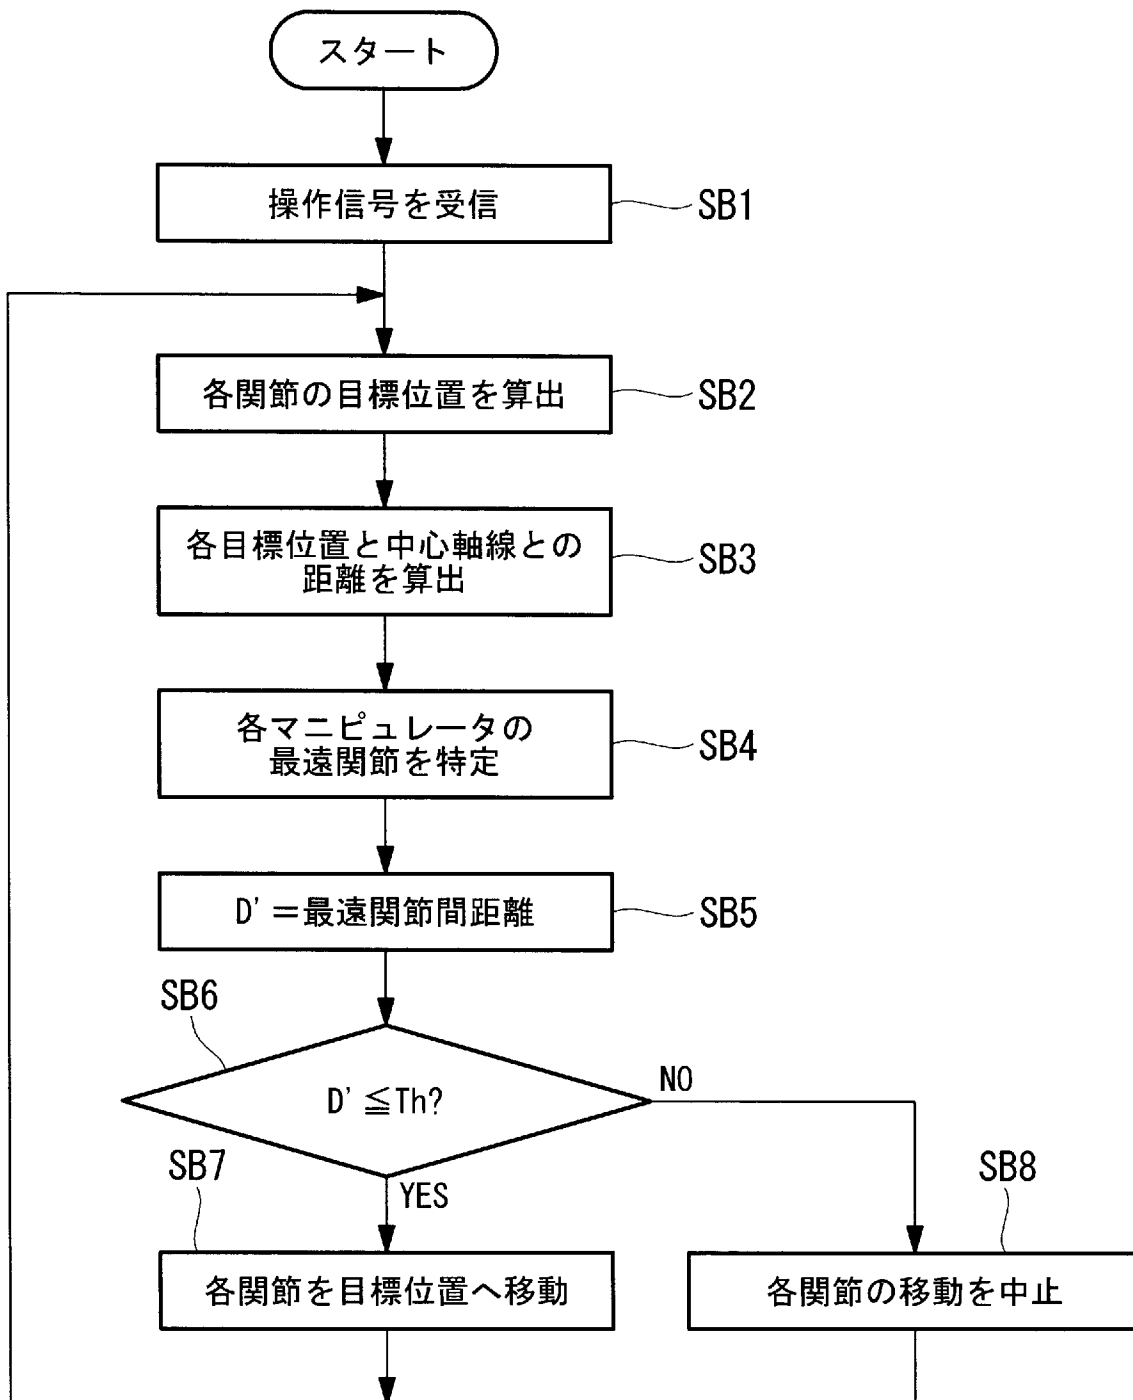 スタート
操作信号を受信
SB1
各関節の目標位置を算出
SB2
各目標位置と中心軸線との
距離を算出
SB3
各マニピュレータの
最遠関節を特定
SB4
D'＝最遠関節間距離
SB5
SB6
D'≦Th?
NO
YES
SB7
各関節を目標位置へ移動
SB8
各関節の移動を中止